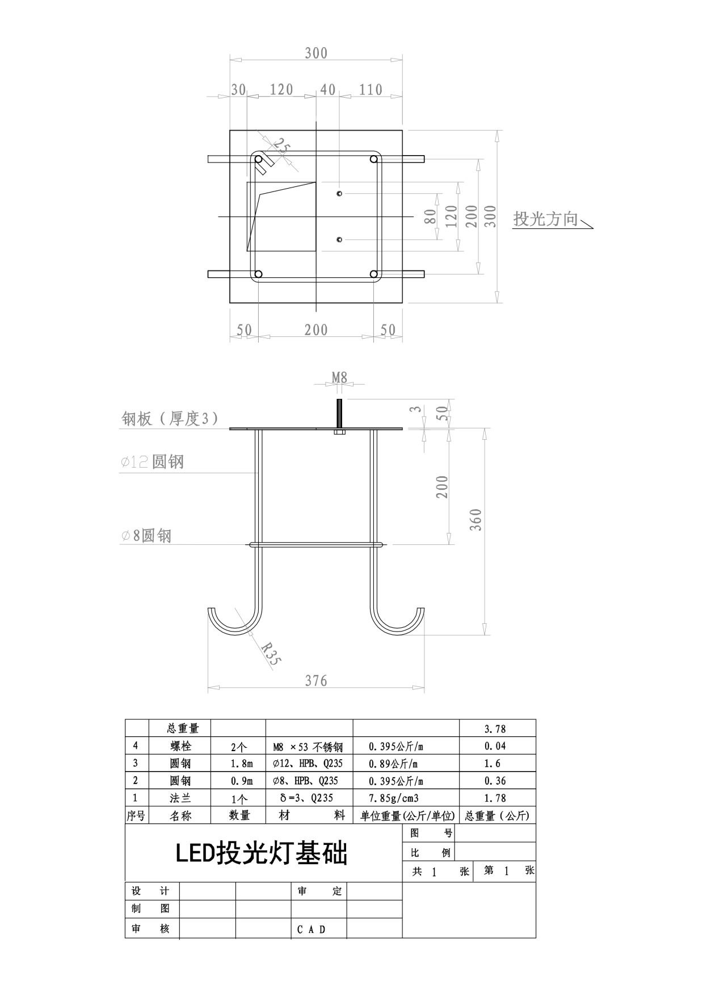 300
30 120 40 110
25
80 120 200 300
投光方向
50 200 50
M8
3 50
钢板（厚度3）
ø12圆钢
200
360
ø8圆钢
R35
376
总重量 3.78
4 螺栓 2个 M8 ×53 不锈钢 0.395公斤/m 0.04
3 圆钢 1.8m ø12、HPB、Q235 0.89公斤/m 1.6
2 圆钢 0.9m ø8、HPB、Q235 0.395公斤/m 0.36
1 法兰 1个 δ=3、Q235 7.85g/cm3 1.78
序号 名称 数量 材 料 单位重量(公斤/单位) 总重量（公斤）
LED投光灯基础
图 号
比 例
共 1 张 第 1 张
设 计 审 定
制 图
审 核 C A D